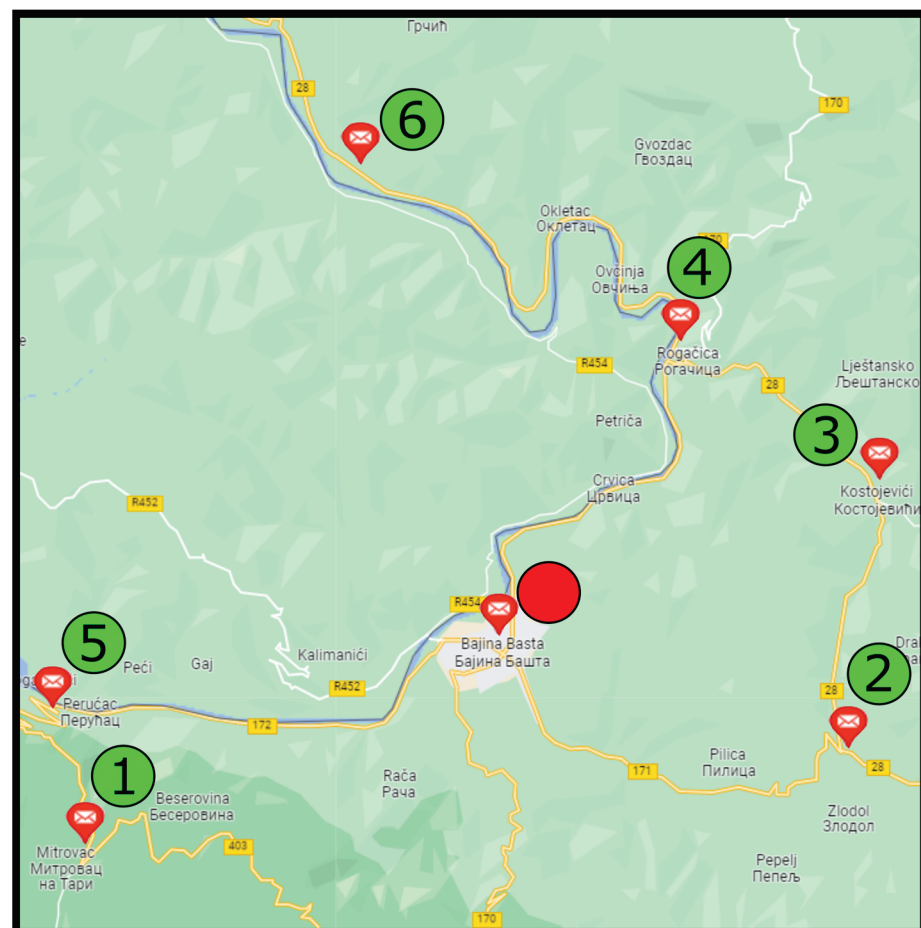 Грчић
28
6
170
Gvozdac
Гвоздац
Okletac
Оклетац
170
4
Ovčinja
Овчиња
Rogačica
Рогачица
R454
28
Lještansko
Љештанско
Petriča
3
Kostojevići
Костојевићи
Crvica
Црвица
R452
R454
Bajina Basta
Бајина Башта
5
Peći
Gaj
Kalimanići
R452
Perućac
Перућац
172
2
28
Pilica
Пилица
171
28
1
Beserovina
Бесеровина
Rača
Рача
Mitrovac
Митровац
на Тари
403
Zlodol
Злодол
Pepelj
Пепељ
170